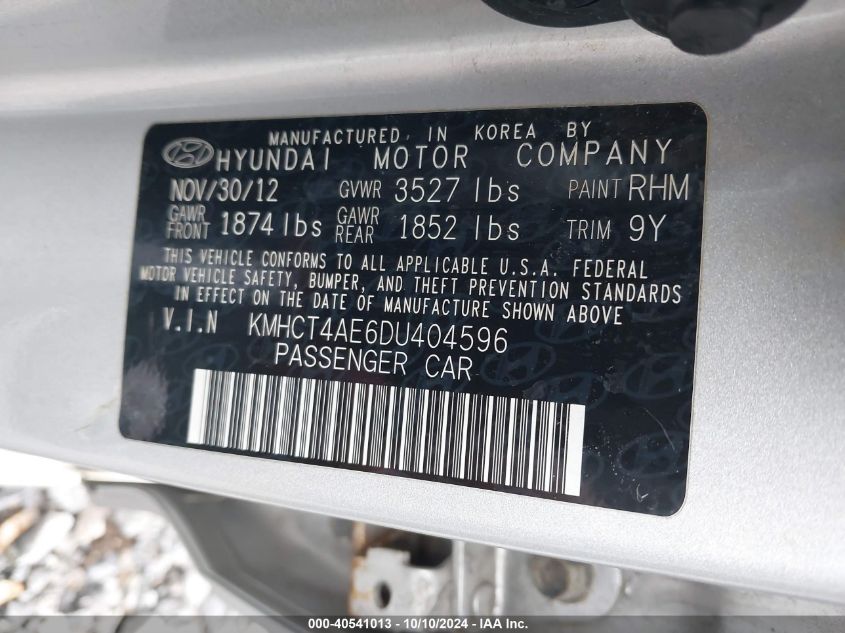 MANUFACTURED, IN KOREA BY
HYUNDAI MOTOR COMPANY
NOV/30/12 GVWR 3527 lbs PAINT RHM
GAWR FRONT 1874 lbs GAWR REAR 1852 lbs TRIM 9Y
THIS VEHICLE CONFORMS TO ALL APPLICABLE U.S.A. FEDERAL
MOTOR VEHICLE SAFETY, BUMPER, AND THEFT PREVENTION STANDARDS
IN EFFECT ON THE DATE OF MANUFACTURE SHOWN ABOVE
V.I.N KMHCT4AE6DU404596
PASSENGER CAR
000-40541013 - 10/10/2024 - IAA Inc.